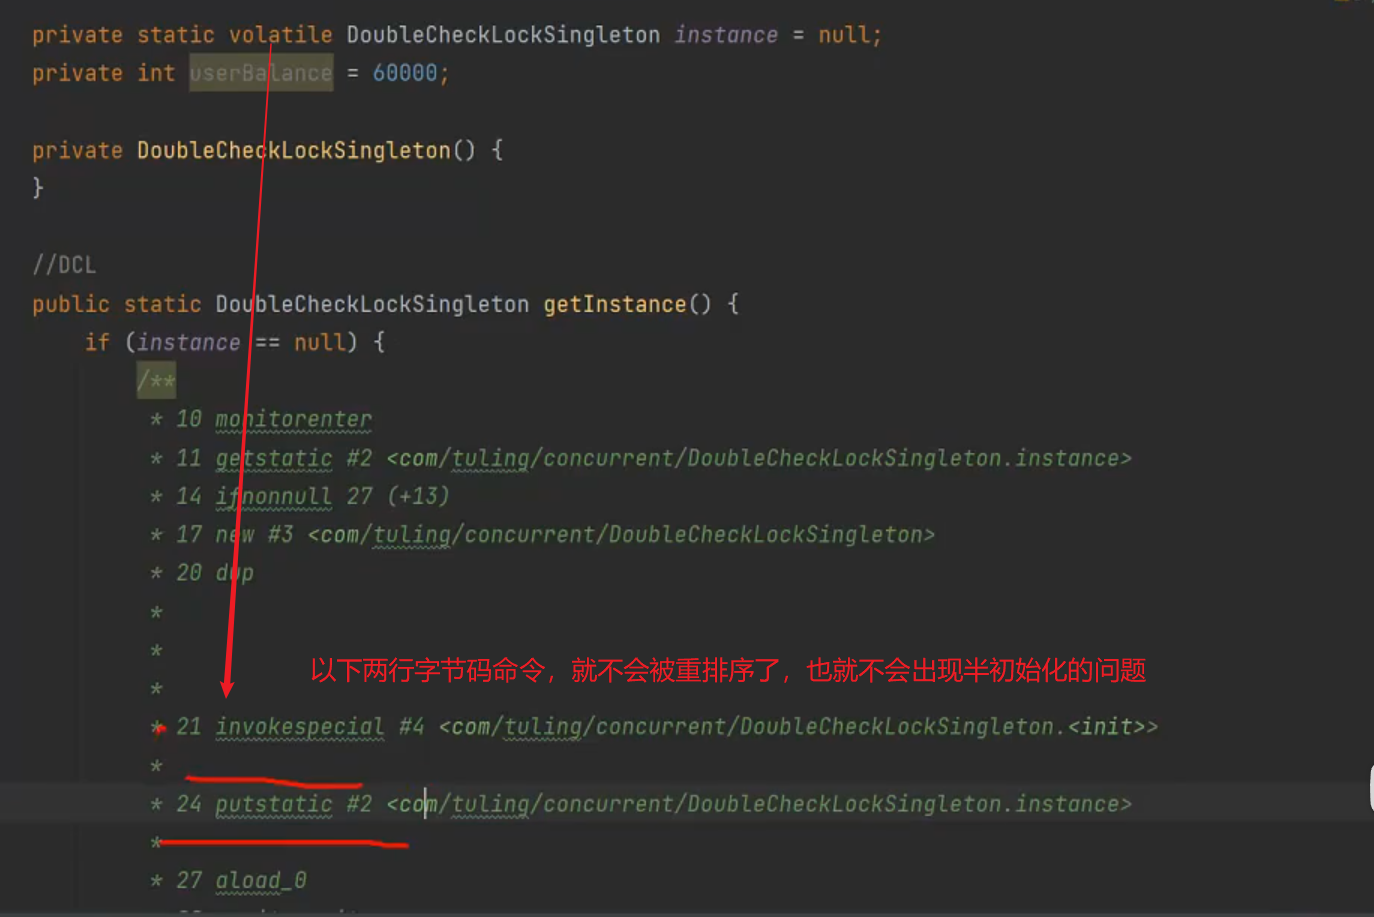 private static volatile DoubleCheckLockSingleton instance = null;
private int userBalance = 60000;
private DoubleCheckLockSingleton() {
}
//DCL
public static DoubleCheckLockSingleton getInstance() {
if (instance == null) {
/**
* 10 monitorenter
* 11 getstatic #2 <com/tuling/concurrent/DoubleCheckLockSingleton.instance>
* 14 ifnonnull 27 (+13)
* 17 new #3 <com/tuling/concurrent/DoubleCheckLockSingleton>
* 20 dup
*
*
以下两行字节码命令，就不会被重排序了，也就不会出现半初始化的问题
*
* 21 invokespecial #4 <com/tuling/concurrent/DoubleCheckLockSingleton.<init>>
*
* 24 putstatic #2 <com/tuling/concurrent/DoubleCheckLockSingleton.instance>
*
* 27 aload_0